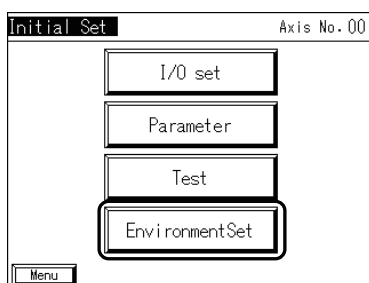 Initial Set Axis No.00
I/O set
Parameter
Test
EnvironmentSet
Menu